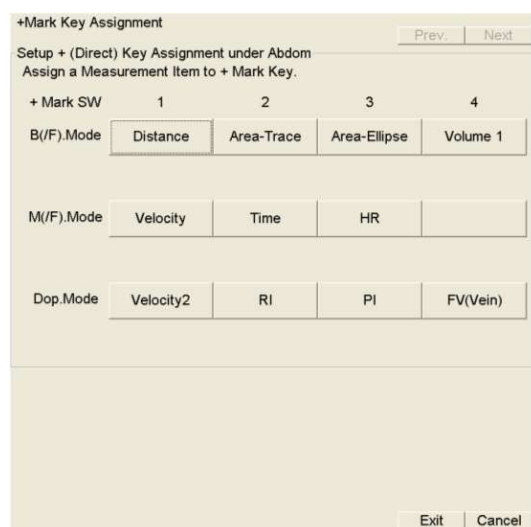 +Mark Key Assignment
Prev. Next
Setup + (Direct) Key Assignment under Abdom
Assign a Measurement Item to + Mark Key.
+ Mark SW 1 2 3 4
B(/F).Mode Distance Area-Trace Area-Ellipse Volume 1
M(/F).Mode Velocity Time HR
Dop.Mode Velocity2 RI PI FV(Vein)
Exit Cancel